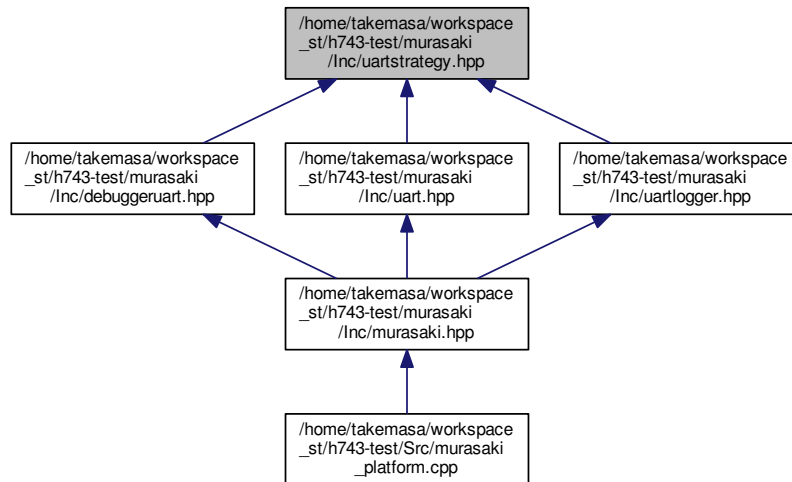 /home/takemasa/workspace
_st/h743-test/murasaki
/Inc/uartstrategy.hpp
/home/takemasa/workspace
_st/h743-test/murasaki
/Inc/debuggeruart.hpp
/home/takemasa/workspace
_st/h743-test/murasaki
/Inc/uart.hpp
/home/takemasa/workspace
_st/h743-test/murasaki
/Inc/uartlogger.hpp
/home/takemasa/workspace
_st/h743-test/murasaki
/Inc/murasaki.hpp
/home/takemasa/workspace
_st/h743-test/Src/murasaki
_platform.cpp